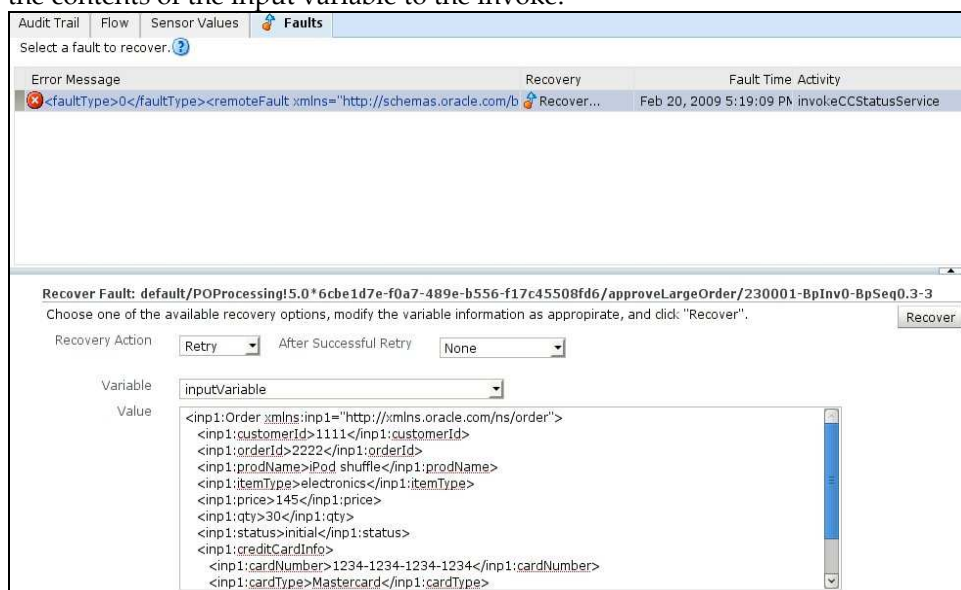 the contents of the input variable to the invoke.
Audit Trail Flow Sensor Values Faults
Select a fault to recover. ?
Error Message Recovery Fault Time Activity
<faultType>0</faultType><remoteFault xmlns="http://schemas.oracle.com/b Recover... Feb 20, 2009 5:19:09 PM invokeCCStatusService
Recover Fault: default/POProcessing!5.0*6cbe1d7e-f0a7-489e-b556-f17c45508fd6/approveLargeOrder/230001-BpInv0-BpSeq0.3-3
Choose one of the available recovery options, modify the variable information as appropirate, and click "Recover". Recover
Recovery Action Retry After Successful Retry None
Variable inputVariable
Value <inp1:Order xmlns:inp1="http://xmlns.oracle.com/ns/order">
<inp1:customerId>1111</inp1:customerId>
<inp1:orderId>2222</inp1:orderId>
<inp1:prodName>iPod shuffle</inp1:prodName>
<inp1:itemType>electronics</inp1:itemType>
<inp1:price>145</inp1:price>
<inp1:qty>30</inp1:qty>
<inp1:status>initial</inp1:status>
<inp1:creditCardInfo>
<inp1:cardNumber>1234-1234-1234-1234</inp1:cardNumber>
<inp1:cardType>Mastercard</inp1:cardType>